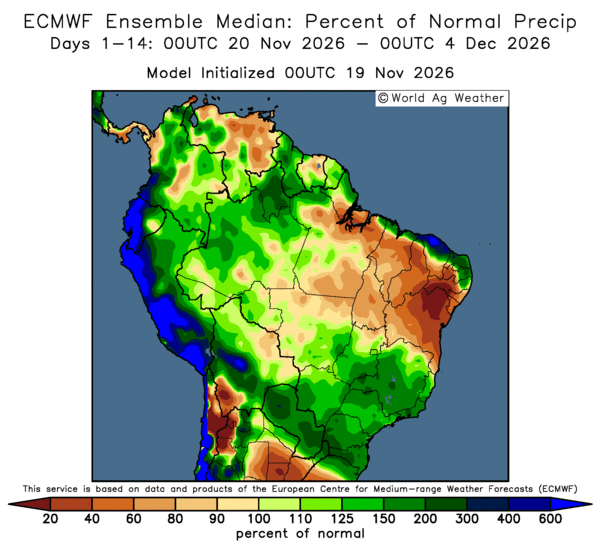 ECMWF Ensemble Median: Percent of Normal Precip
Days 1-14: 00UTC 20 Nov 2026 - 00UTC 4 Dec 2026
Model Initialized 00UTC 19 Nov 2026
©World Ag Weather
This service is based on data and products of the European Centre for Medium-range Weather Forecasts (ECMWF)
20 40 60 80 90 100 110 125 150 200 300 400 600
percent of normal